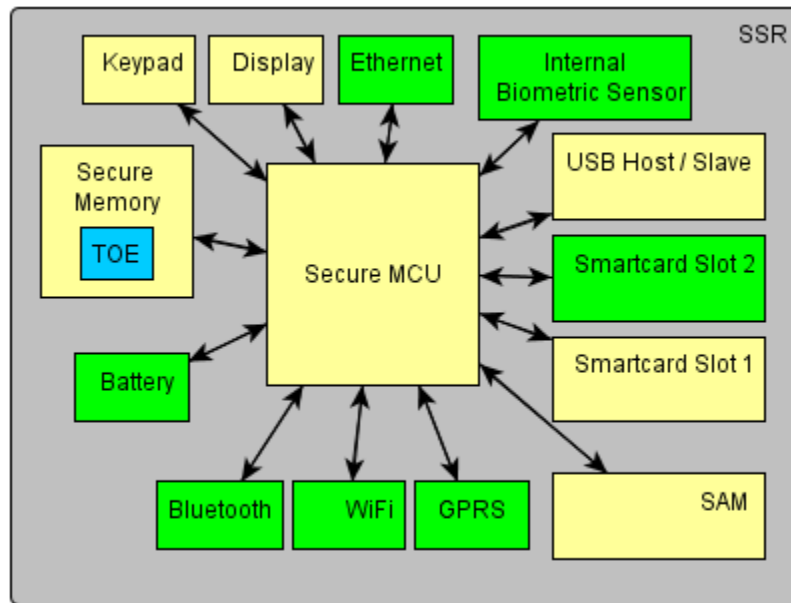 SSR
Keypad
Display
Ethernet
Internal
Biometric Sensor
USB Host / Slave
Secure
Memory
TOE
Secure MCU
Smartcard Slot 2
Smartcard Slot 1
Battery
Bluetooth
WiFi
GPRS
SAM